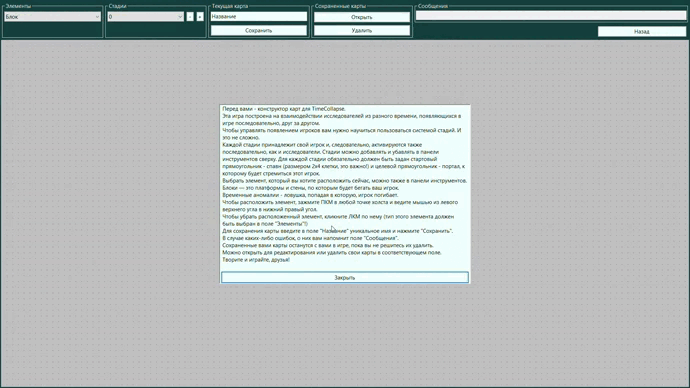 Элементы
Стадии
Текущая карта
Сохраненные карты
Сообщения
Блок
0
-
+
Название
Открыть
Сохранить
Удалить
Назад
Перед вами - конструктор карт для TimeCollapse.
Эта игра построена на взаимодействии исследователей из разного времени, появляющихся в
игре последовательно, друг за другом.
Чтобы управлять появлением игроков вам нужно научиться пользоваться системой стадий. И
это не сложно.
Каждой стадии принадлежит свой игрок и, следовательно, активируются также
последовательно, как и исследователи. Стадии можно добавлять и убавлять в панели
инструментов сверху. Для каждой стадии обязательно должен быть задан стартовый
прямоугольник - спавн (размером 2х4 клетки, это важно!) и целевой прямоугольник - портал, к
которому будет стремиться этот игрок.
Выбрать элемент, который вы хотите расположить сейчас, можно также в панели инструментов.
Блоки — это платформы и стены, по которым будет бегать ваш игрок.
Временные аномалии - ловушка, попадая в которую, игрок погибает.
Чтобы расположить элемент, зажмите ПКМ в любой точке холста и ведите мышью из левого
верхнего угла в нижний правый угол.
Чтобы убрать расположенный элемент, кликните ЛКМ по нему (тип этого элемента должен
быть выбран в поле "Элементы"!)
Для сохранения карты введите в поле "Название" уникальное имя и нажмите "Сохранить".
В случае каких-либо ошибок, о них вам напомнит поле "Сообщения".
Сохраненные вами карты останутся с вами в игре, пока вы не решитесь их удалить.
Можно открыть для редактирования или удалить свои карты в соответствующем поле.
Творите и играйте, друзья!
Закрыть